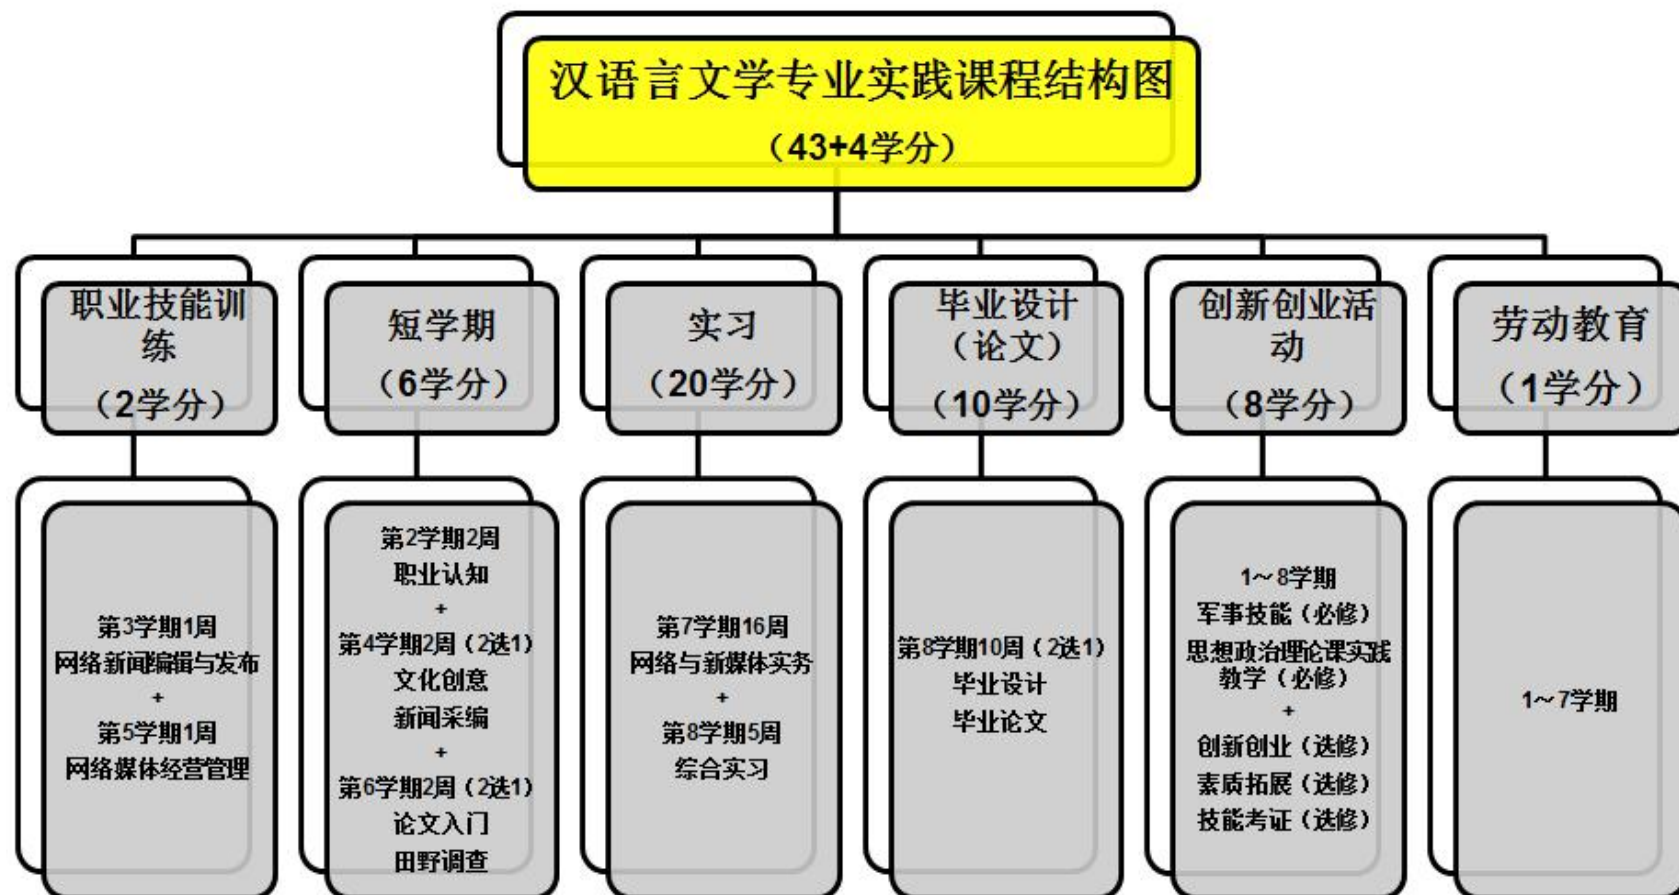 汉语言文学专业实践课程结构图
（43+4学分）
职业技能训
练
（2学分）
短学期
（6学分）
实习
（20学分）
毕业设计
（论文）
（10学分）
创新创业活
动
（8学分）
劳动教育
（1学分）
第3学期1周
网络新闻编辑与发布
+
第5学期1周
网络媒体经营管理
第2学期2周
职业认知
+
第4学期2周（2选1）
文化创意
新闻采编
+
第6学期2周（2选1）
论文入门
田野调查
第7学期16周
网络与新媒体实务
+
第8学期5周
综合实习
第8学期10周（2选1）
毕业设计
毕业论文
1～8学期
军事技能（必修）
思想政治理论课实践
教学（必修）
+
创新创业（选修）
素质拓展（选修）
技能考证（选修）
1～7学期